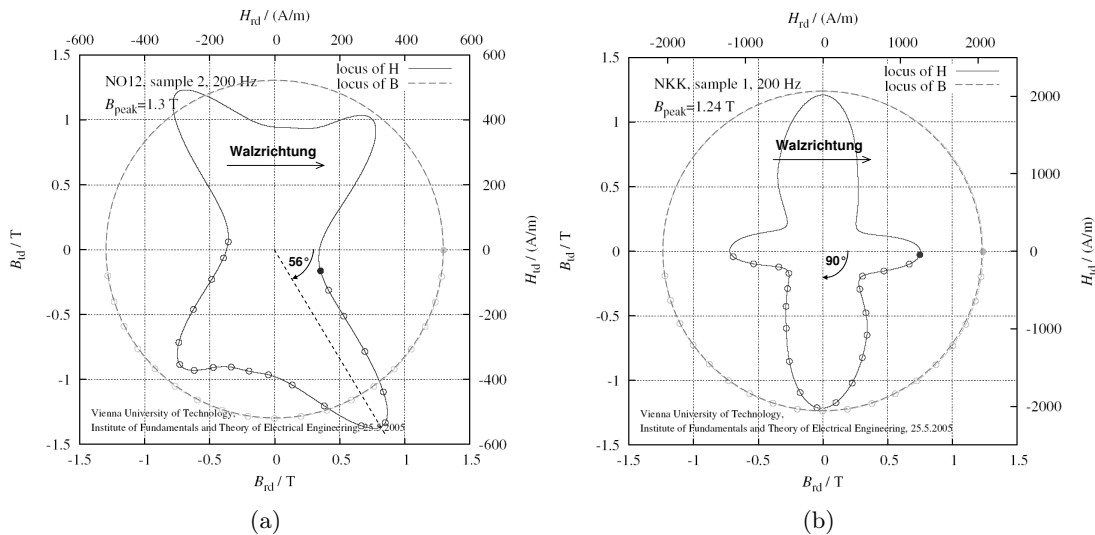 H_rd / (A/m)
-600 -400 -200 0 200 400 600
1.5 600
NO12, sample 2, 200 Hz locus of H
B_peak=1.3 T locus of B
1 400
Walzrichtung
0.5 200
B_td / T
0 0
H_td / (A/m)
56°
-0.5 -200
-1 -400
Vienna University of Technology,
Institute of Fundamentals and Theory of Electrical Engineering, 25.5.2005
-1.5 -600
-1.5 -1 -0.5 0 0.5 1 1.5
B_rd / T
(a)
H_rd / (A/m)
-2000 -1000 0 1000 2000
1.5
NKK, sample 1, 200 Hz locus of H
B_peak=1.24 T locus of B
2000
1
Walzrichtung
1000
0.5
B_td / T
0 0
H_td / (A/m)
90°
-0.5
-1000
-1
-2000
Vienna University of Technology,
Institute of Fundamentals and Theory of Electrical Engineering, 25.5.2005
-1.5
-1.5 -1 -0.5 0 0.5 1 1.5
B_rd / T
(b)